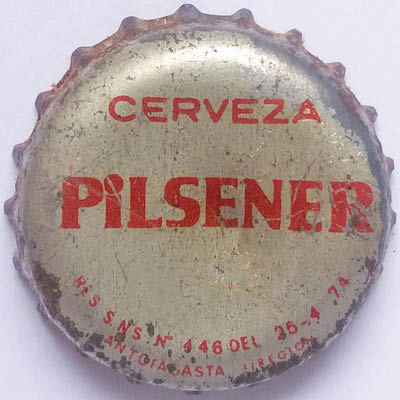 CERVEZA
PiLSENER
RES. S.N.S. Nº 446 DEL 25-4-74
ANTOFAGASTA II REGION